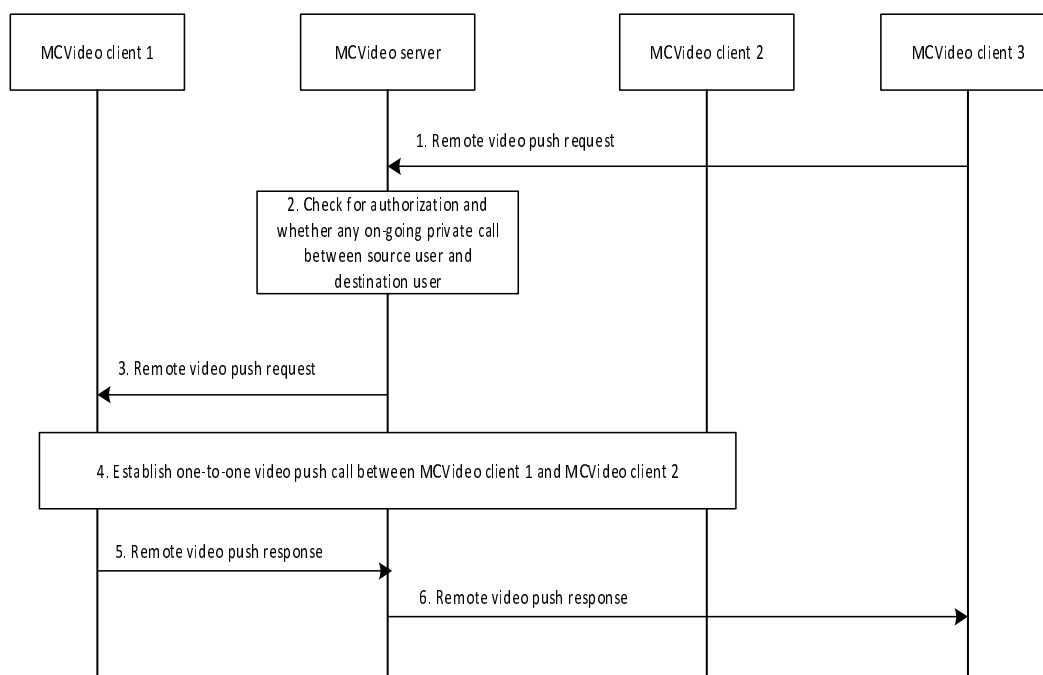 MCVideo client 1
MCVideo server
MCVideo client 2
MCVideo client 3
1. Remote video push request
2. Check for authorization and
whether any on-going private call
between source user and
destination user
3. Remote video push request
4. Establish one-to-one video push call between MCVideo client 1 and MCVideo client 2
5. Remote video push response
6. Remote video push response